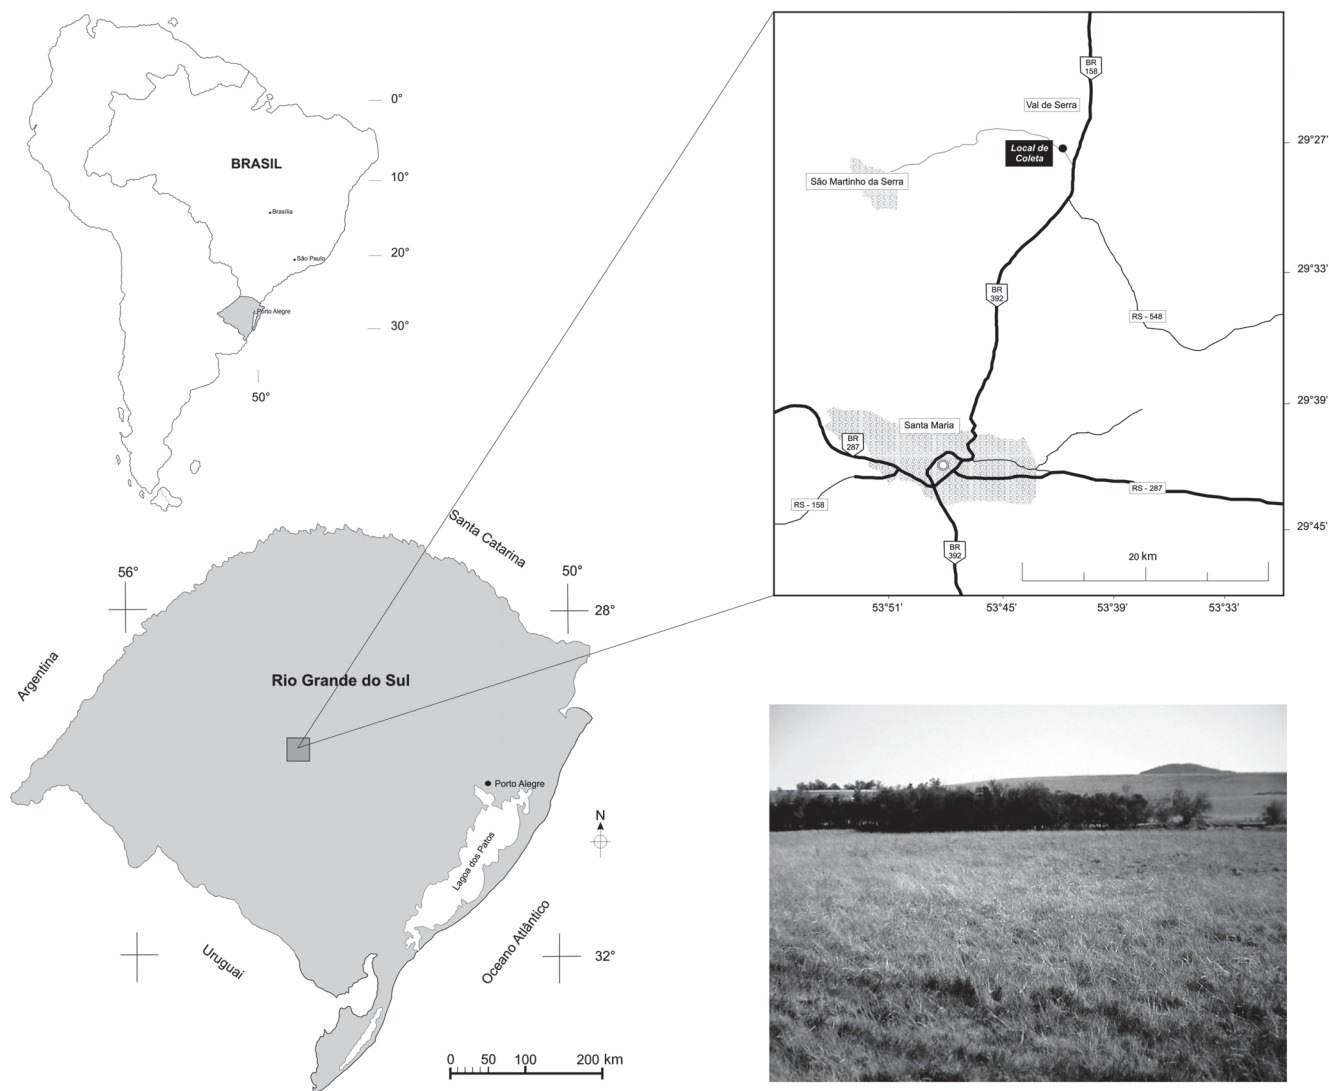 0°
BRASIL
10°
Brasília
20°
São Paulo
Porto Alegre
30°
50°
BR
158
Val de Serra
29°27'
Local de
Coleta
São Martinho da Serra
29°33'
BR
392
RS - 548
29°39'
Santa Maria
BR
287
RS - 287
RS - 158
29°45'
BR
392
20 km
53°51'
53°45'
53°39'
53°33'
Santa Catarina
56°
50°
28°
Argentina
Rio Grande do Sul
Porto Alegre
N
Lagoa dos Patos
Oceano Atlântico
Uruguai
32°
0 50 100 200 km